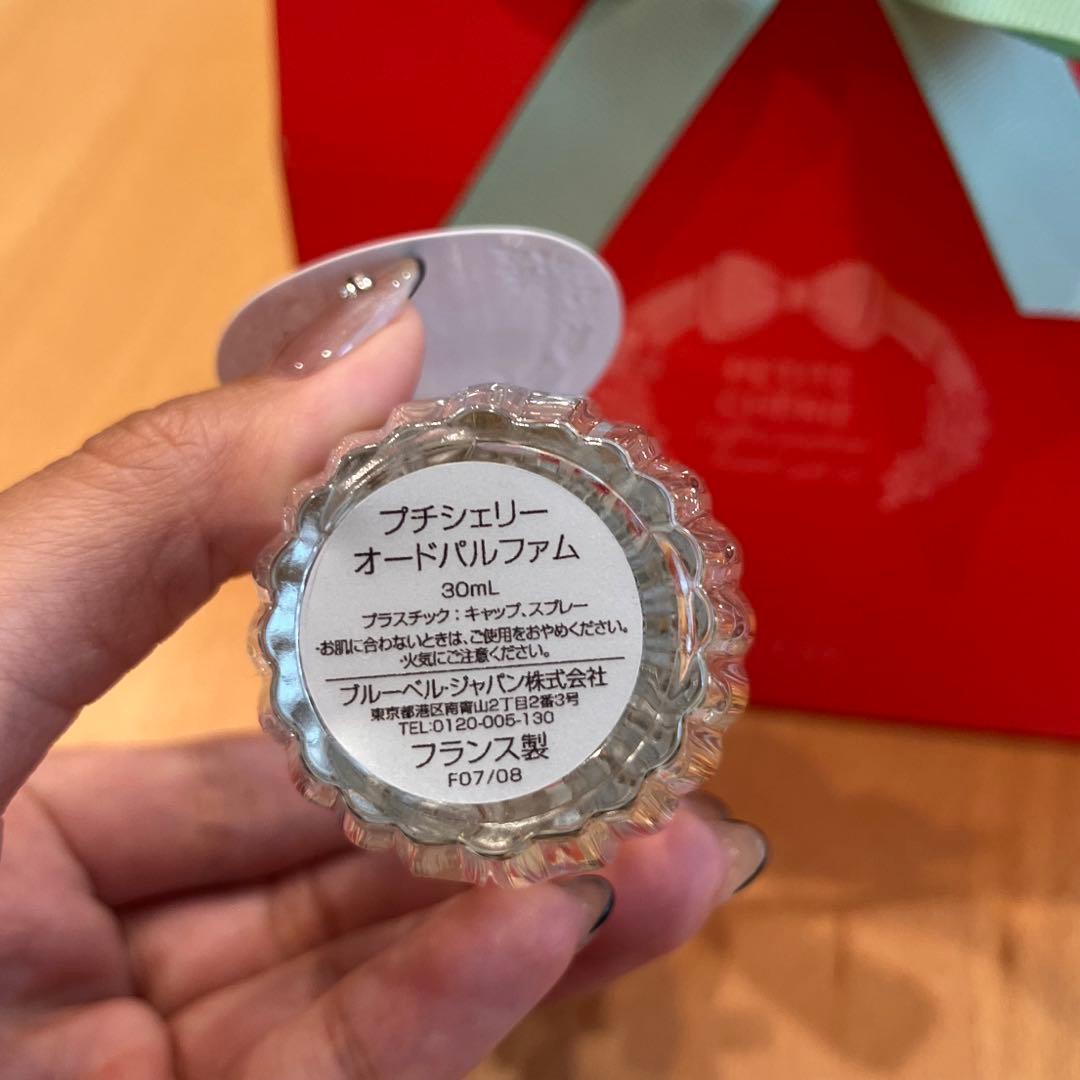 プチシェリー
オードパルファム
30mL
プラスチック：キャップ、スプレー
・お肌に合わないときは、ご使用をおやめください。
・火気にご注意ください。
ブルーベル・ジャパン株式会社
東京都港区南青山2丁目2番3号
TEL:0120-005-130
フランス製
F07/08
PETITE
CHÉRIE